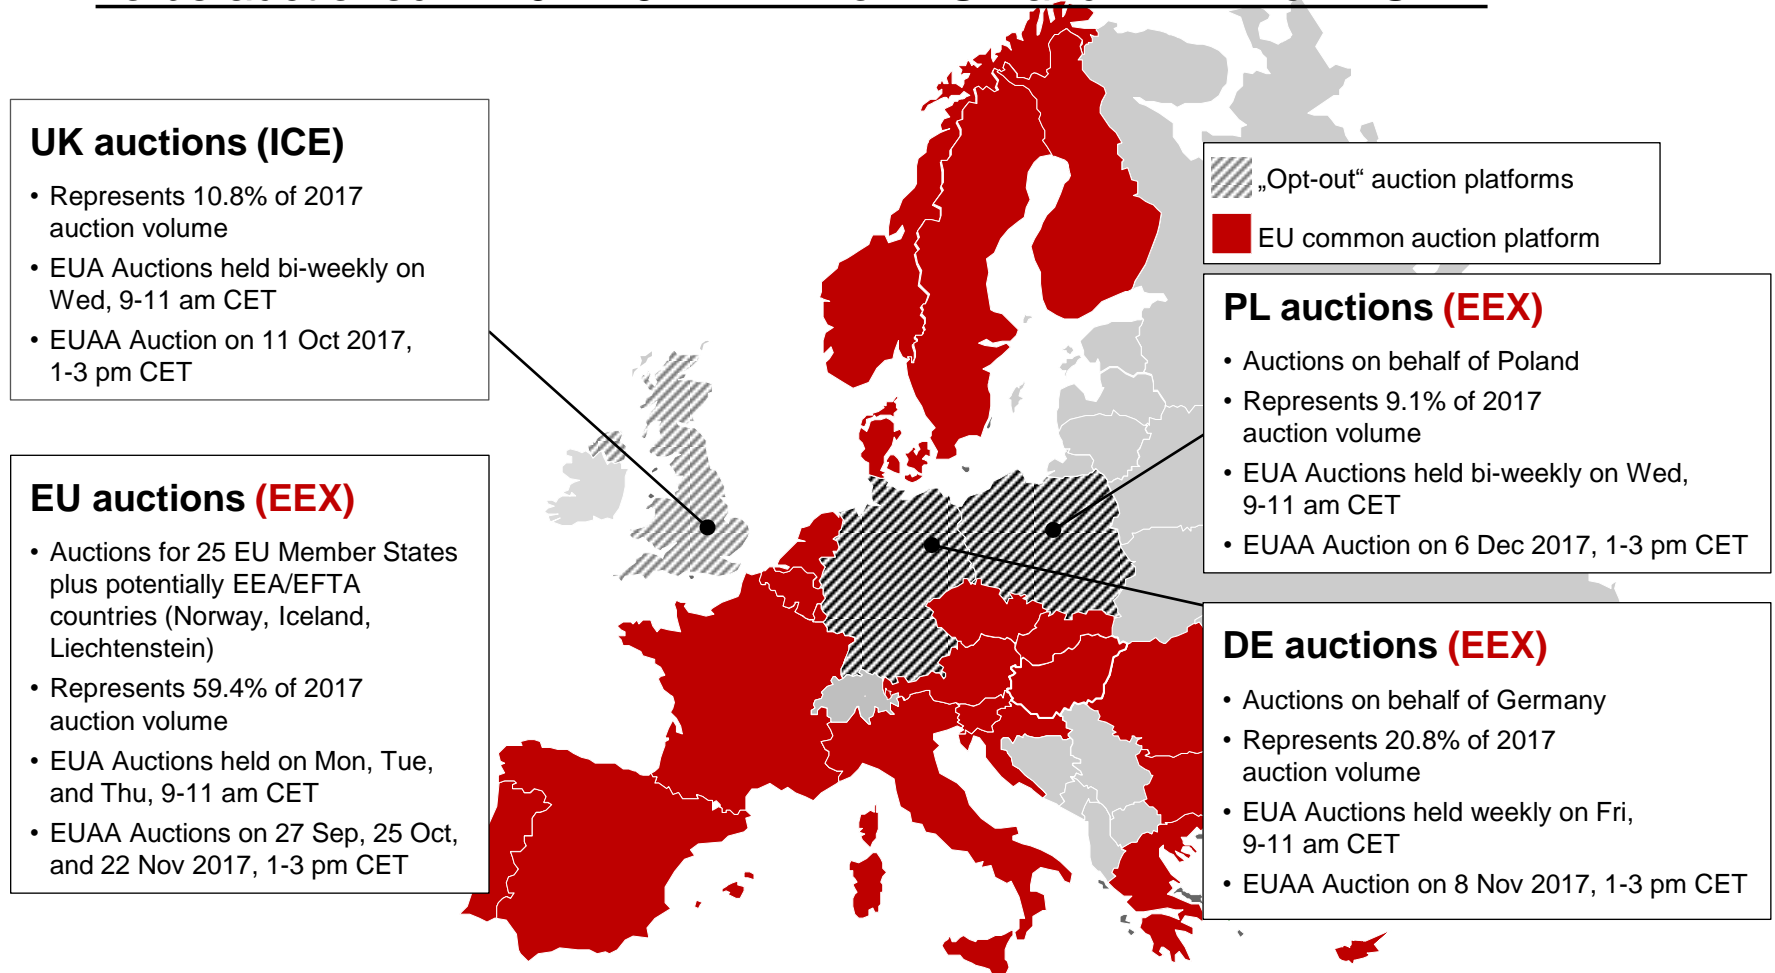 UK auctions (ICE)
• Represents 10.8% of 2017
auction volume
• EUA Auctions held bi-weekly on
Wed, 9-11 am CET
• EUAA Auction on 11 Oct 2017,
1-3 pm CET
EU auctions (EEX)
• Auctions for 25 EU Member States
plus potentially EEA/EFTA
countries (Norway, Iceland,
Liechtenstein)
• Represents 59.4% of 2017
auction volume
• EUA Auctions held on Mon, Tue,
and Thu, 9-11 am CET
• EUAA Auctions on 27 Sep, 25 Oct,
and 22 Nov 2017, 1-3 pm CET
„Opt-out“ auction platforms
EU common auction platform
PL auctions (EEX)
• Auctions on behalf of Poland
• Represents 9.1% of 2017
auction volume
• EUA Auctions held bi-weekly on Wed,
9-11 am CET
• EUAA Auction on 6 Dec 2017, 1-3 pm CET
DE auctions (EEX)
• Auctions on behalf of Germany
• Represents 20.8% of 2017
auction volume
• EUA Auctions held weekly on Fri,
9-11 am CET
• EUAA Auction on 8 Nov 2017, 1-3 pm CET